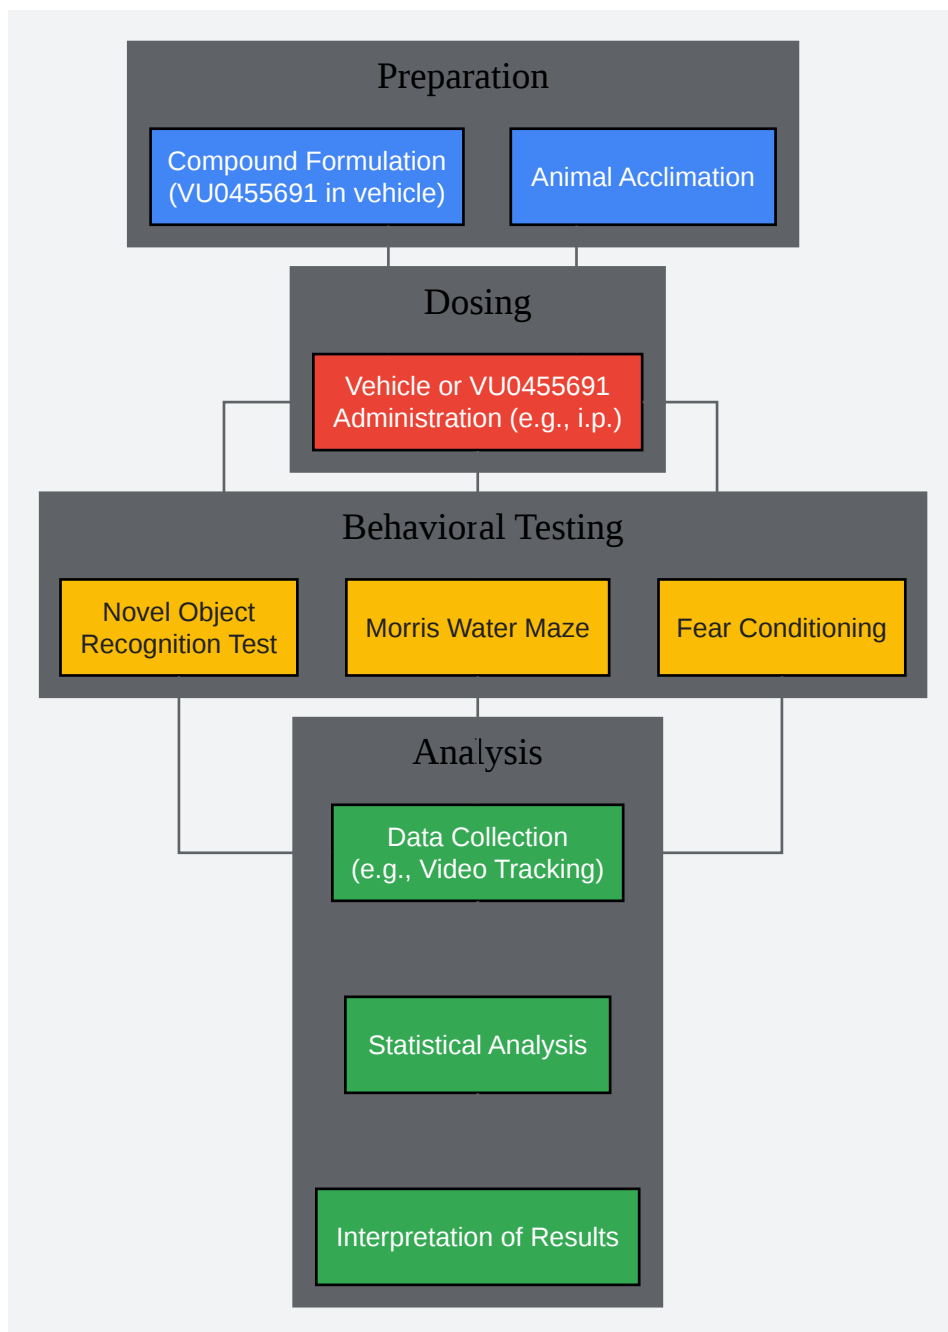 Preparation
Compound Formulation
(VU0455691 in vehicle)
Animal Acclimation
Dosing
Vehicle or VU0455691
Administration (e.g., i.p.)
Behavioral Testing
Novel Object
Recognition Test
Morris Water Maze
Fear Conditioning
Analysis
Data Collection
(e.g., Video Tracking)
Statistical Analysis
Interpretation of Results